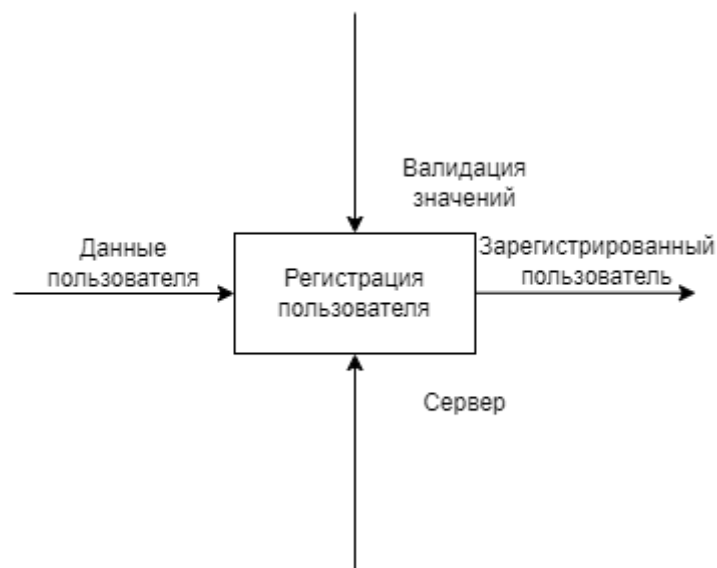 Валидация
значений
Данные
пользователя
Регистрация
пользователя
Зарегистрированный
пользователь
Сервер